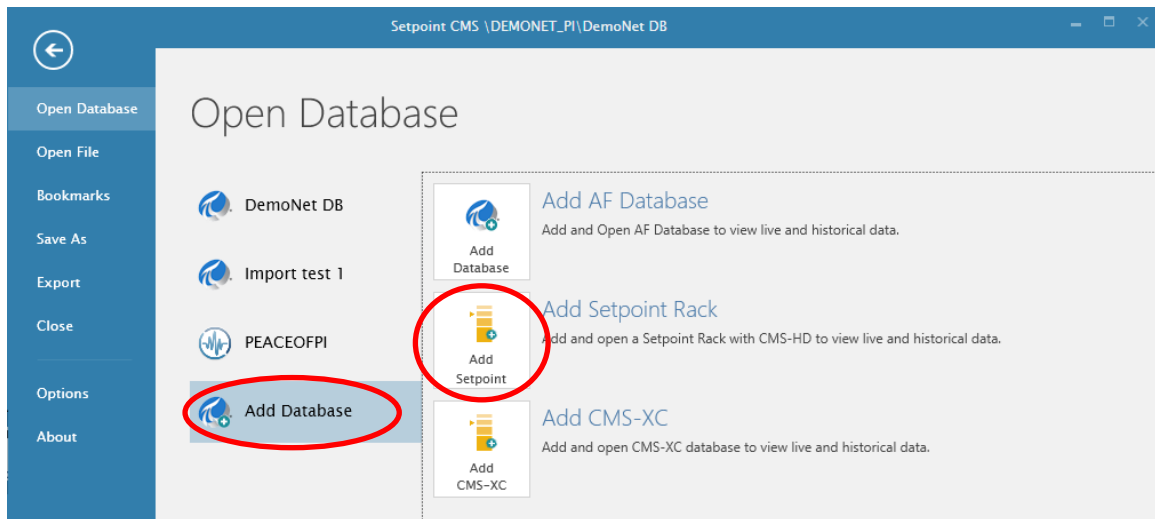 Setpoint CMS \DEMONET_PI\DemoNet DB
Open Database
Open File
Bookmarks
Save As
Export
Close
Options
About
Open Database
DemoNet DB
Import test 1
PEACEOFPI
Add Database
Add
Database
Add AF Database
Add and Open AF Database to view live and historical data.
Add
Setpoint
Add Setpoint Rack
Add and open a Setpoint Rack with CMS-HD to view live and historical data.
Add
CMS-XC
Add CMS-XC
Add and open CMS-XC database to view live and historical data.